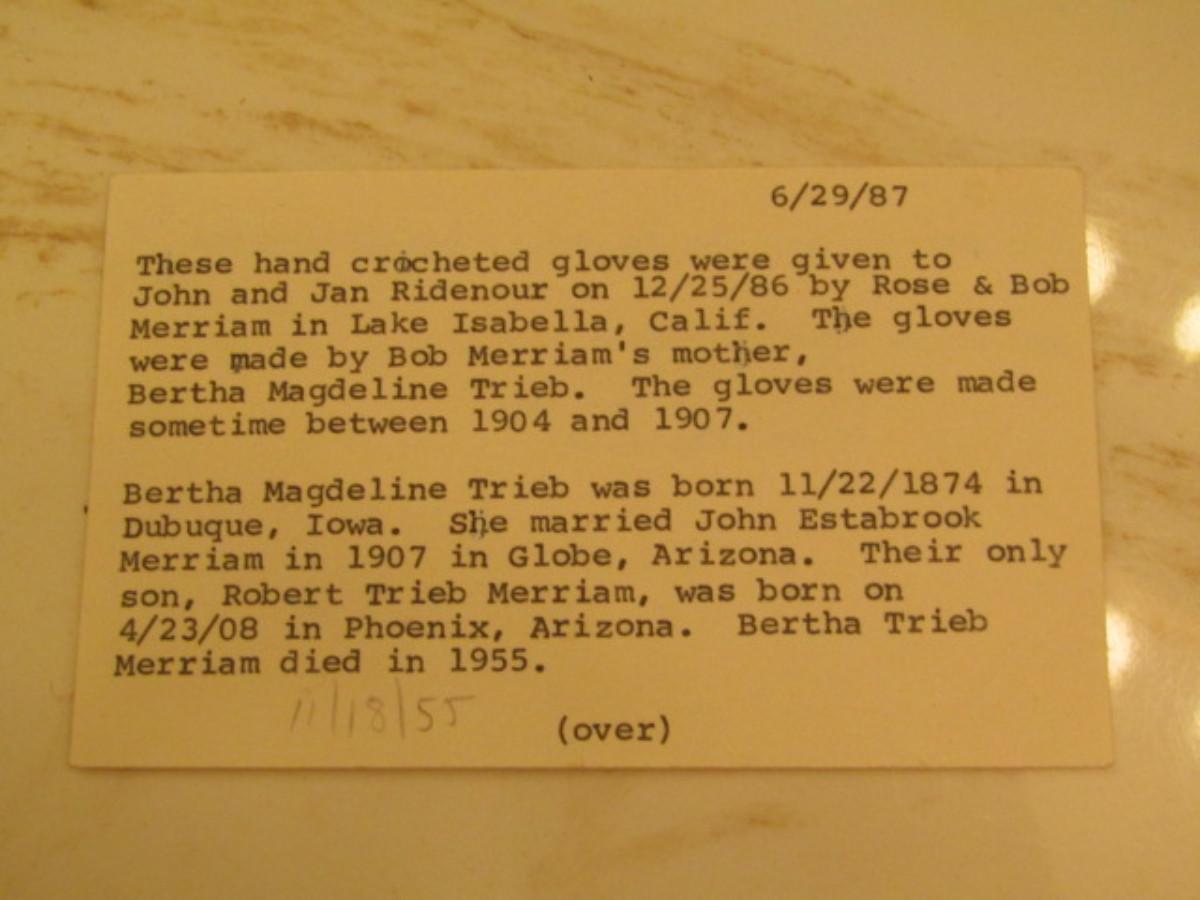 6/29/87
These hand crocheted gloves were given to
John and Jan Ridenour on 12/25/86 by Rose & Bob
Merriam in Lake Isabella, Calif. The gloves
were made by Bob Merriam's mother,
Bertha Magdeline Trieb. The gloves were made
sometime between 1904 and 1907.
Bertha Magdeline Trieb was born 11/22/1874 in
Dubuque, Iowa. She married John Estabrook
Merriam in 1907 in Globe, Arizona. Their only
son, Robert Trieb Merriam, was born on
4/23/08 in Phoenix, Arizona. Bertha Trieb
Merriam died in 1955.
11/18/55
(over)